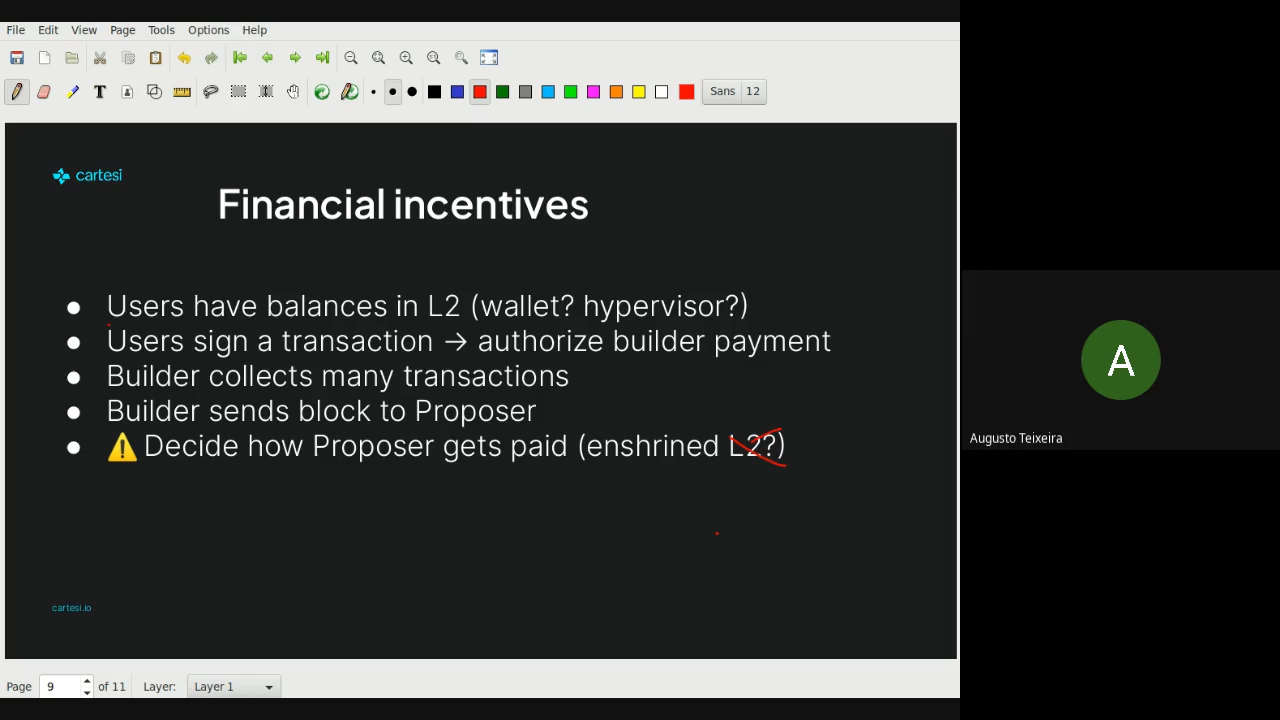 File Edit View Page Tools Options Help
T
Sans 12
cartesi
Financial incentives
● Users have balances in L2 (wallet? hypervisor?)
● Users sign a transaction → authorize builder payment
● Builder collects many transactions
● Builder sends block to Proposer
● ⚠️ Decide how Proposer gets paid (enshrined L2?)
cartesi.io
A
Augusto Teixeira
Page 9 of 11 Layer: Layer 1